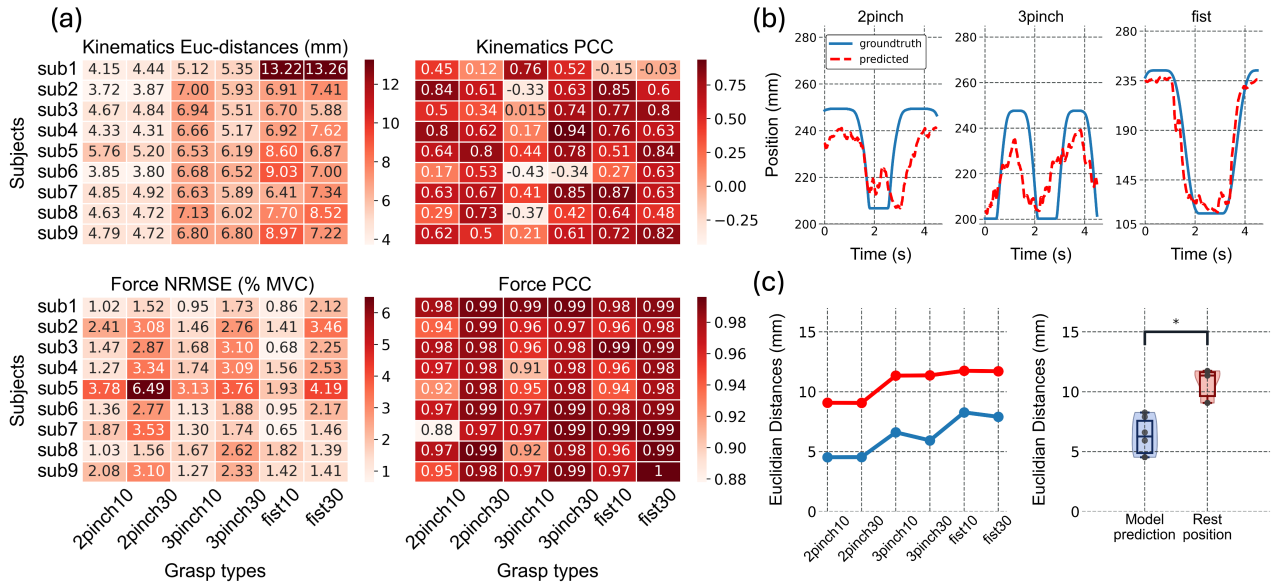 (a)
Kinematics Euc-distances (mm)
Subjects
sub1 4.15 4.44 5.12 5.35 13.22 13.26
sub2 3.72 3.87 7.00 5.93 6.91 7.41
sub3 4.67 4.84 6.94 5.51 6.70 5.88
sub4 4.33 4.31 6.66 5.17 6.92 7.62
sub5 5.76 5.20 6.53 6.19 8.60 6.87
sub6 3.85 3.80 6.68 6.52 9.03 7.00
sub7 4.85 4.92 6.63 5.89 6.41 7.34
sub8 4.63 4.72 7.13 6.02 7.70 8.52
sub9 4.79 4.72 6.80 6.80 8.97 7.22
12
10
8
6
4
Kinematics PCC
0.45 0.12 0.76 0.52 -0.15 -0.03
0.84 0.61 -0.33 0.63 0.85 0.6
0.5 0.34 0.015 0.74 0.77 0.8
0.8 0.62 0.17 0.94 0.76 0.63
0.64 0.8 0.44 0.78 0.51 0.84
0.17 0.53 -0.43 -0.34 0.27 0.63
0.63 0.67 0.41 0.85 0.87 0.63
0.29 0.73 -0.37 0.42 0.64 0.48
0.62 0.5 0.21 0.61 0.72 0.82
0.75
0.50
0.25
0.00
−0.25
Force NRMSE (% MVC)
Subjects
sub1 1.02 1.52 0.95 1.73 0.86 2.12
sub2 2.41 3.08 1.46 2.76 1.41 3.46
sub3 1.47 2.87 1.68 3.10 0.68 2.25
sub4 1.27 3.34 1.74 3.09 1.56 2.53
sub5 3.78 6.49 3.13 3.76 1.93 4.19
sub6 1.36 2.77 1.13 1.88 0.95 2.17
sub7 1.87 3.53 1.30 1.74 0.65 1.46
sub8 1.03 1.56 1.67 2.62 1.82 1.39
sub9 2.08 3.10 1.27 2.33 1.42 1.41
6
5
4
3
2
1
2pinch10 2pinch30 3pinch10 3pinch30 fist10 fist30
Grasp types
Force PCC
0.98 0.99 0.99 0.99 0.98 0.99
0.94 0.99 0.96 0.97 0.96 0.98
0.98 0.98 0.96 0.98 0.99 0.99
0.97 0.98 0.91 0.98 0.98 0.98
0.92 0.98 0.95 0.98 0.94 0.98
0.97 0.99 0.97 0.99 0.98 0.99
0.88 0.97 0.97 0.99 0.99 0.99
0.97 0.99 0.92 0.98 0.96 0.99
0.95 0.98 0.97 0.99 0.97 1
0.98
0.96
0.94
0.92
0.90
0.88
2pinch10 2pinch30 3pinch10 3pinch30 fist10 fist30
Grasp types
(b)
2pinch
groundtruth
predicted
Position (mm)
280
260
240
220
200
0 2 4
Time (s)
3pinch
280
260
240
220
200
0 2 4
Time (s)
fist
285
235
190
150
105
0 2 4
Time (s)
(c)
Euclidian Distances (mm)
15
10
5
0
2pinch10 2pinch30 3pinch10 3pinch30 fist10 fist30
Euclidian Distances (mm)
15
10
5
0
*
Model prediction
Rest position